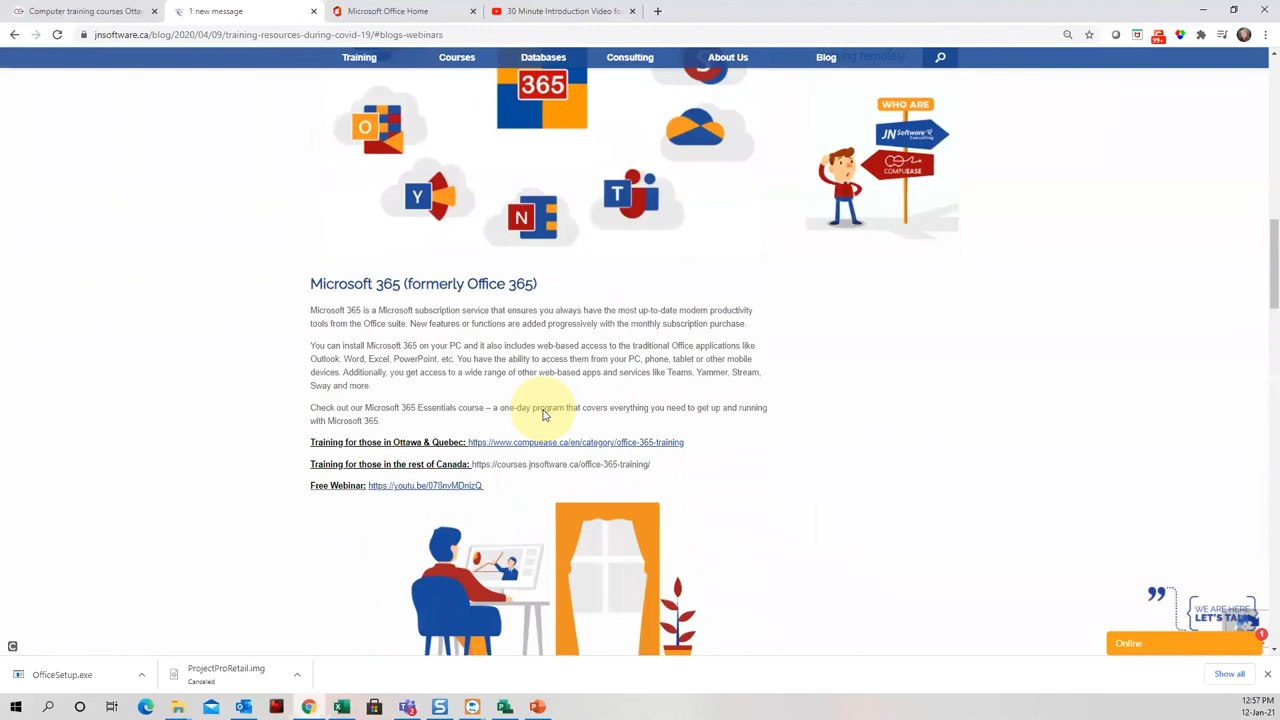 Computer training courses Ottaw
1 new message
Microsoft Office Home
30 Minute Introduction Video fo
jnsoftware.ca/blog/2020/04/09/training-resources-during-covid-19/#blogs-webinars
99+
Training Courses Databases Consulting About Us Blog
365
O
Y
N
T
WHO ARE
JN Software
Consulting
COMPUEASE
Microsoft 365 (formerly Office 365)
Microsoft 365 is a Microsoft subscription service that ensures you always have the most up-to-date modern productivity
tools from the Office suite. New features or functions are added progressively with the monthly subscription purchase.
You can install Microsoft 365 on your PC and it also includes web-based access to the traditional Office applications like
Outlook, Word, Excel, PowerPoint, etc. You have the ability to access them from your PC, phone, tablet or other mobile
devices. Additionally, you get access to a wide range of other web-based apps and services like Teams, Yammer, Stream,
Sway and more.
Check out our Microsoft 365 Essentials course – a one-day program that covers everything you need to get up and running
with Microsoft 365.
Training for those in Ottawa & Quebec: https://www.compuease.ca/en/category/office-365-training
Training for those in the rest of Canada: https://courses.jnsoftware.ca/office-365-training/
Free Webinar: https://youtu.be/078nvMDnizQ
WE ARE HERE
LET'S TALK
1
Online
OfficeSetup.exe
ProjectProRetail.img
Canceled
Show all
12:57 PM
12-Jan-21